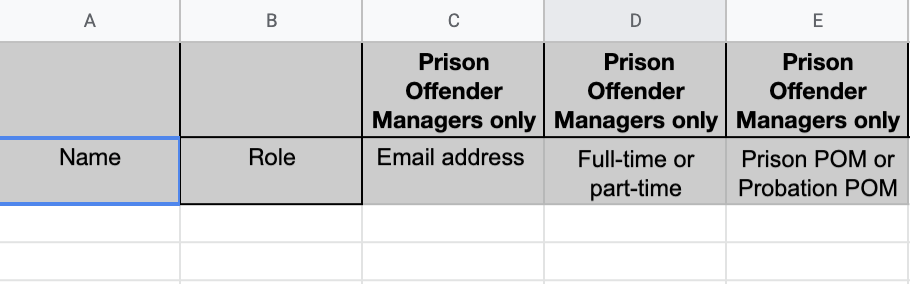 A B C D E
Prison Prison Prison
Offender Offender Offender
Managers only Managers only Managers only
Name Role Email address Full-time or Prison POM or
part-time Probation POM